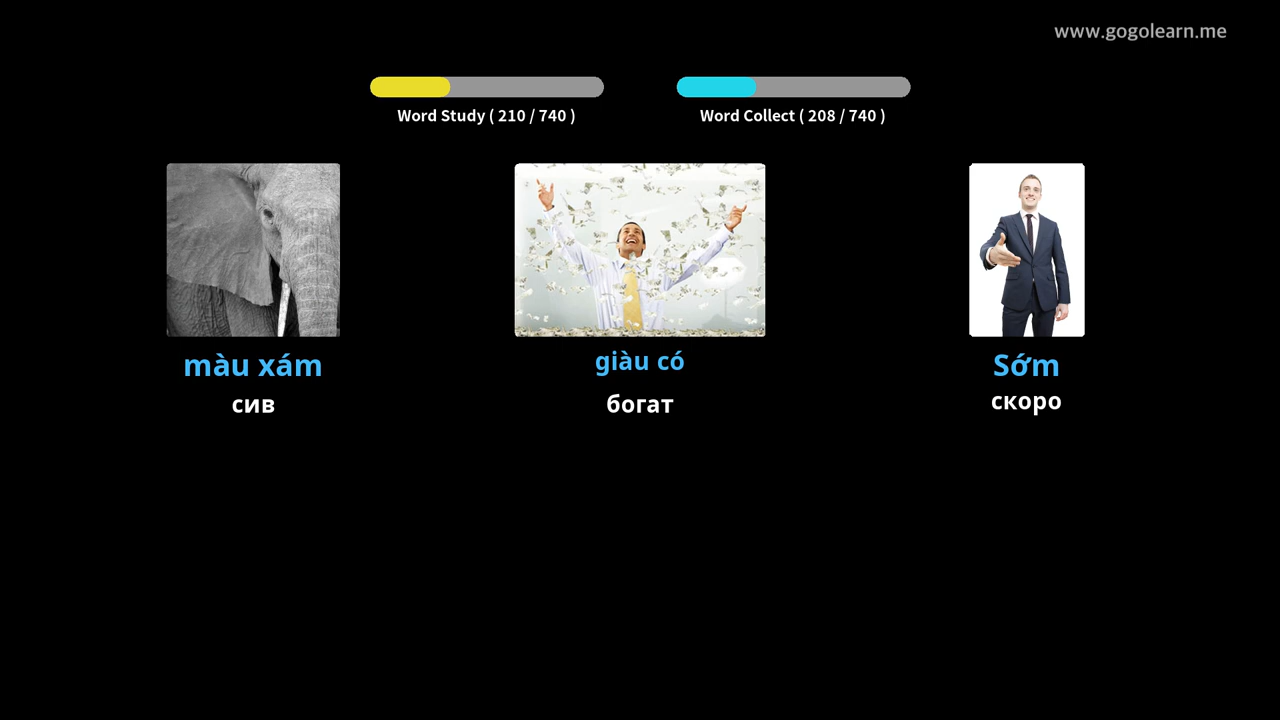 www.gogolearn.me
Word Study ( 210 / 740 )
Word Collect ( 208 / 740 )
màu xám
сив
giàu có
богат
Sớm
скоро